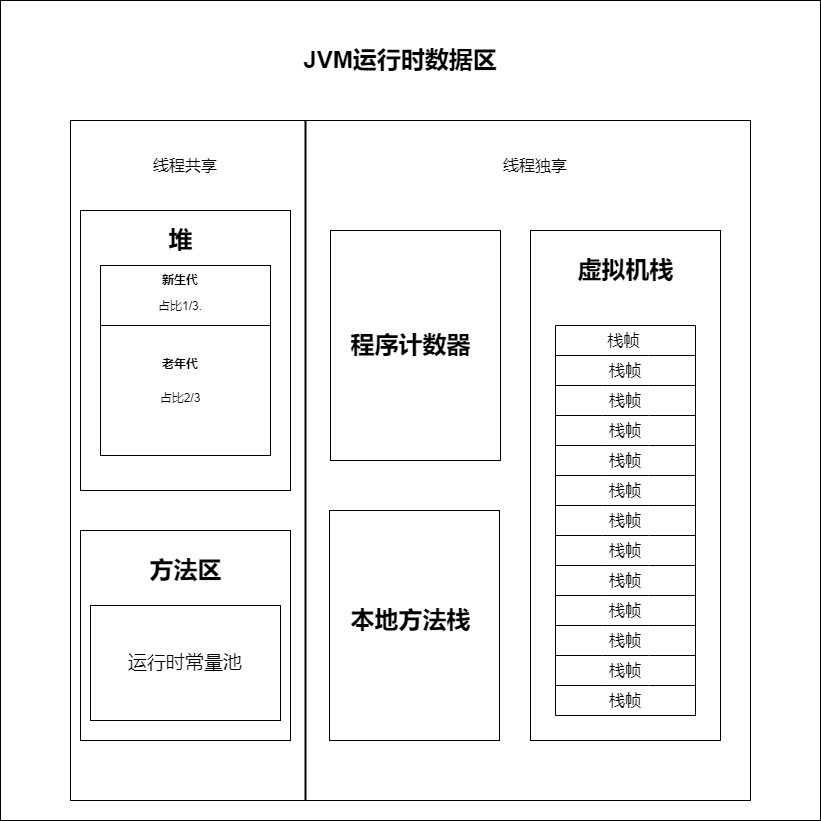 JVM运行时数据区
线程共享
堆
新生代
占比1/3.
老年代
占比2/3
方法区
运行时常量池
线程独享
程序计数器
本地方法栈
虚拟机栈
栈帧
栈帧
栈帧
栈帧
栈帧
栈帧
栈帧
栈帧
栈帧
栈帧
栈帧
栈帧
栈帧